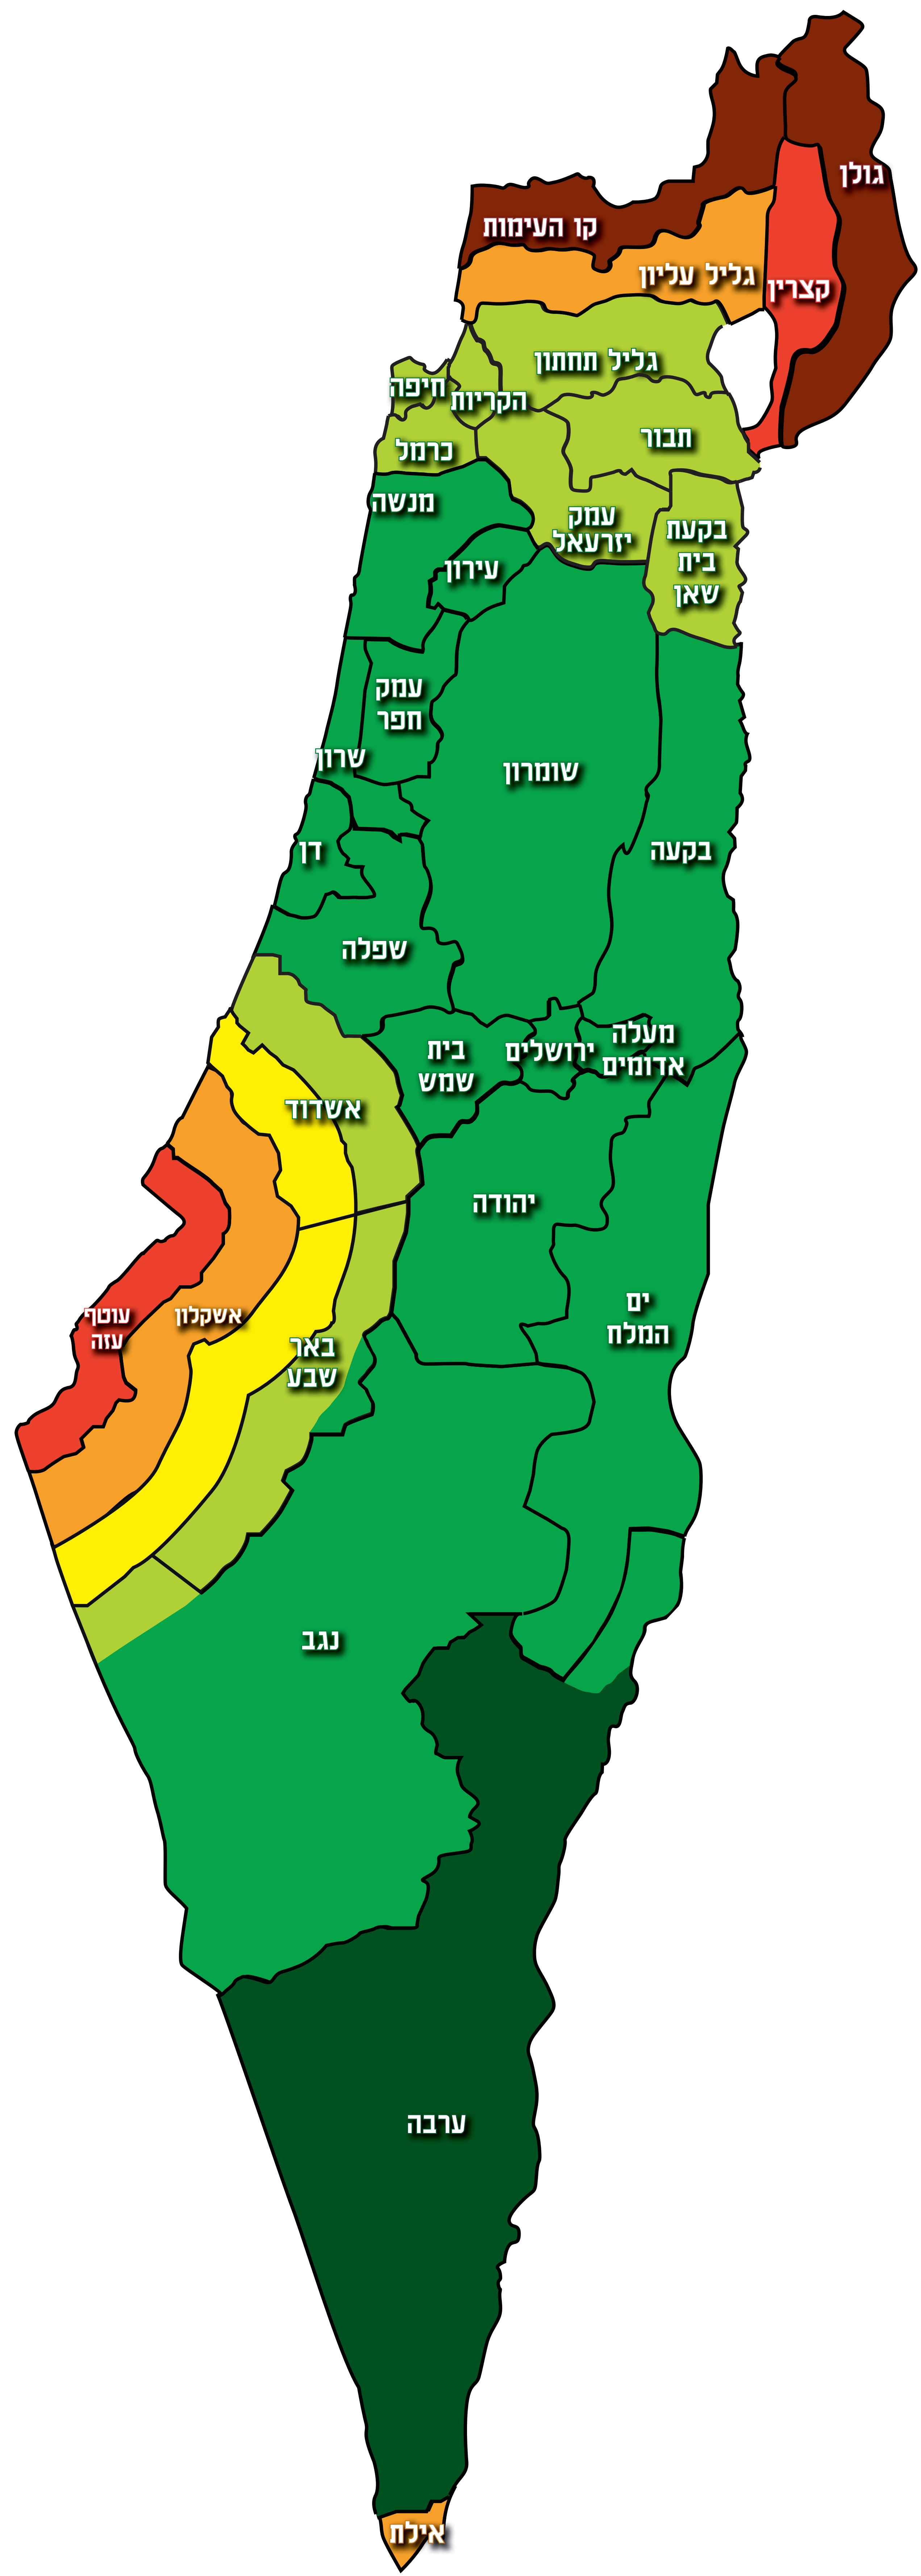 גולן
קו העימות
גליל עליון
קצרין
גליל תחתון
חיפה
הקריות
תבור
כרמל
מנשה
עמק
יזרעאל
בקעת
בית
שאן
עירון
עמק
חפר
שרון
שומרון
דן
בקעה
שפלה
מעלה
אדומים
ירושלים
בית
שמש
אשדוד
יהודה
ים
המלח
עוטף
עזה
אשקלון
באר
שבע
נגב
ערבה
אילת